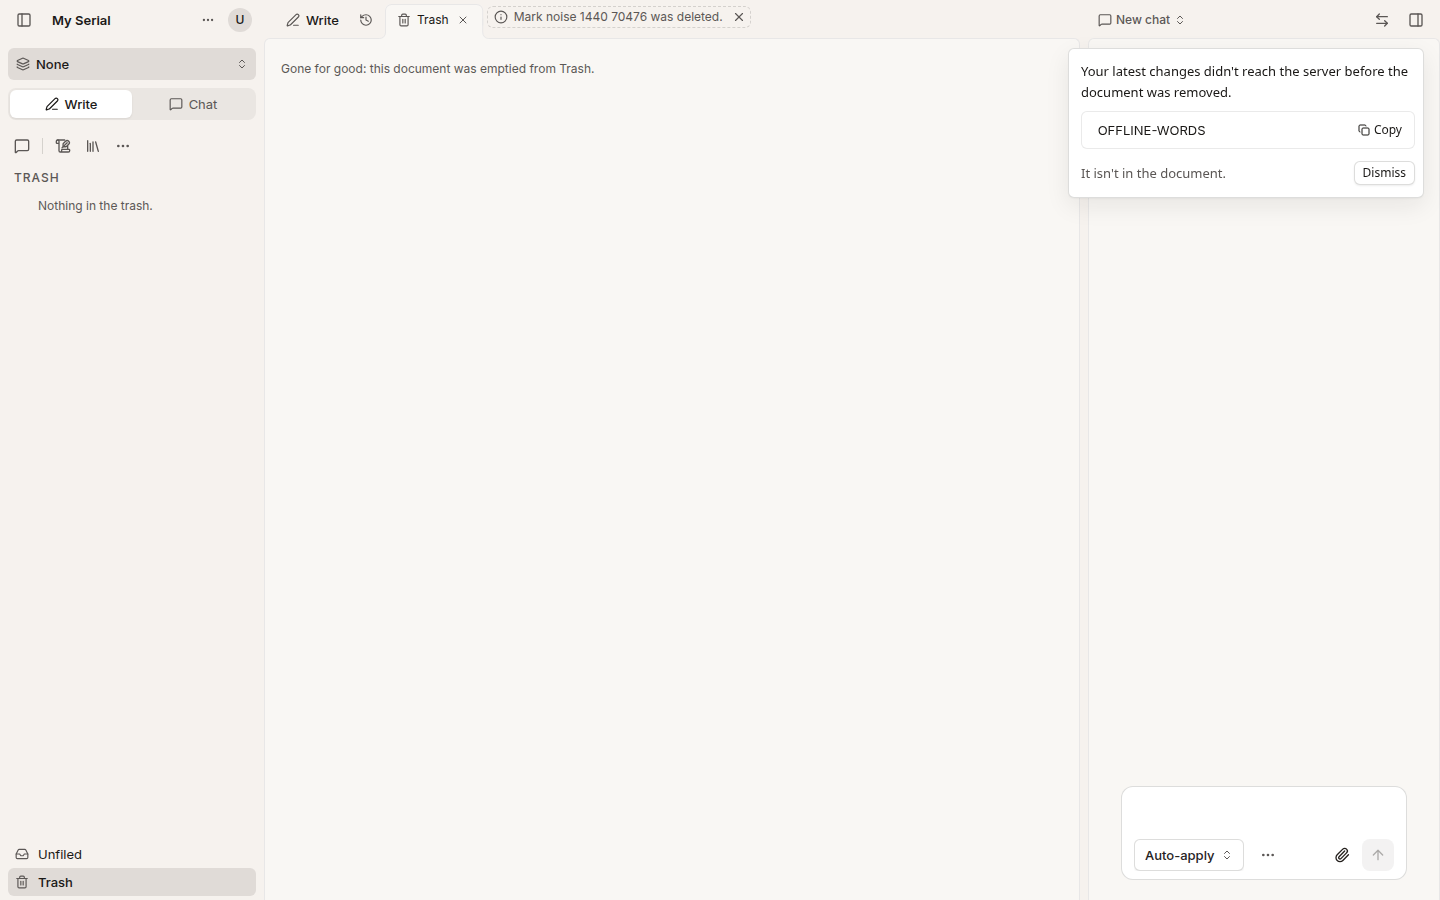 My Serial
U
None
Write
Chat
TRASH
Nothing in the trash.
Unfiled
Trash
Write
Trash
Mark noise 1440 70476 was deleted.
Gone for good: this document was emptied from Trash.
New chat
Your latest changes didn't reach the server before the
document was removed.
OFFLINE-WORDS
Copy
It isn't in the document.
Dismiss
Auto-apply